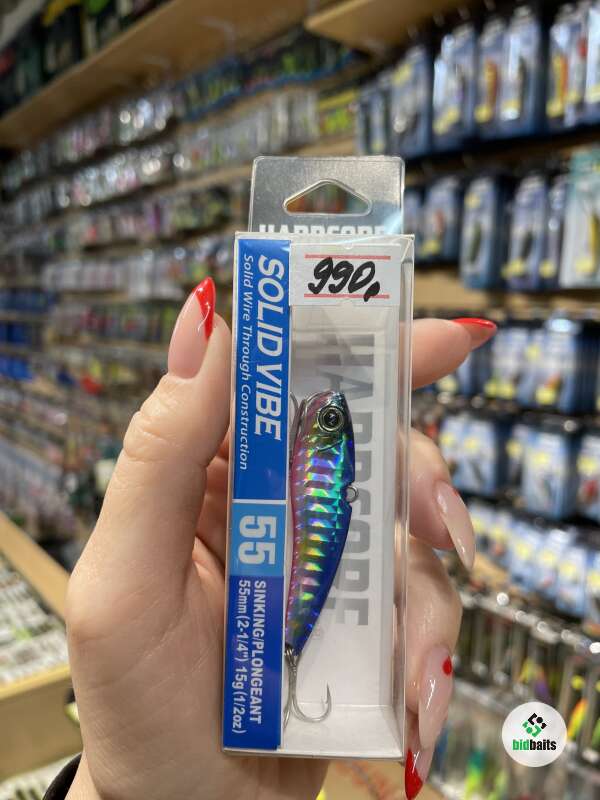 HARDCORE
990,
SOLID VIBE
Solid Wire Through Construction
HARDCORE®
55
SINKING/PLONGEANT
55mm(2-1/4") 15g(1/2oz)
bidbaits